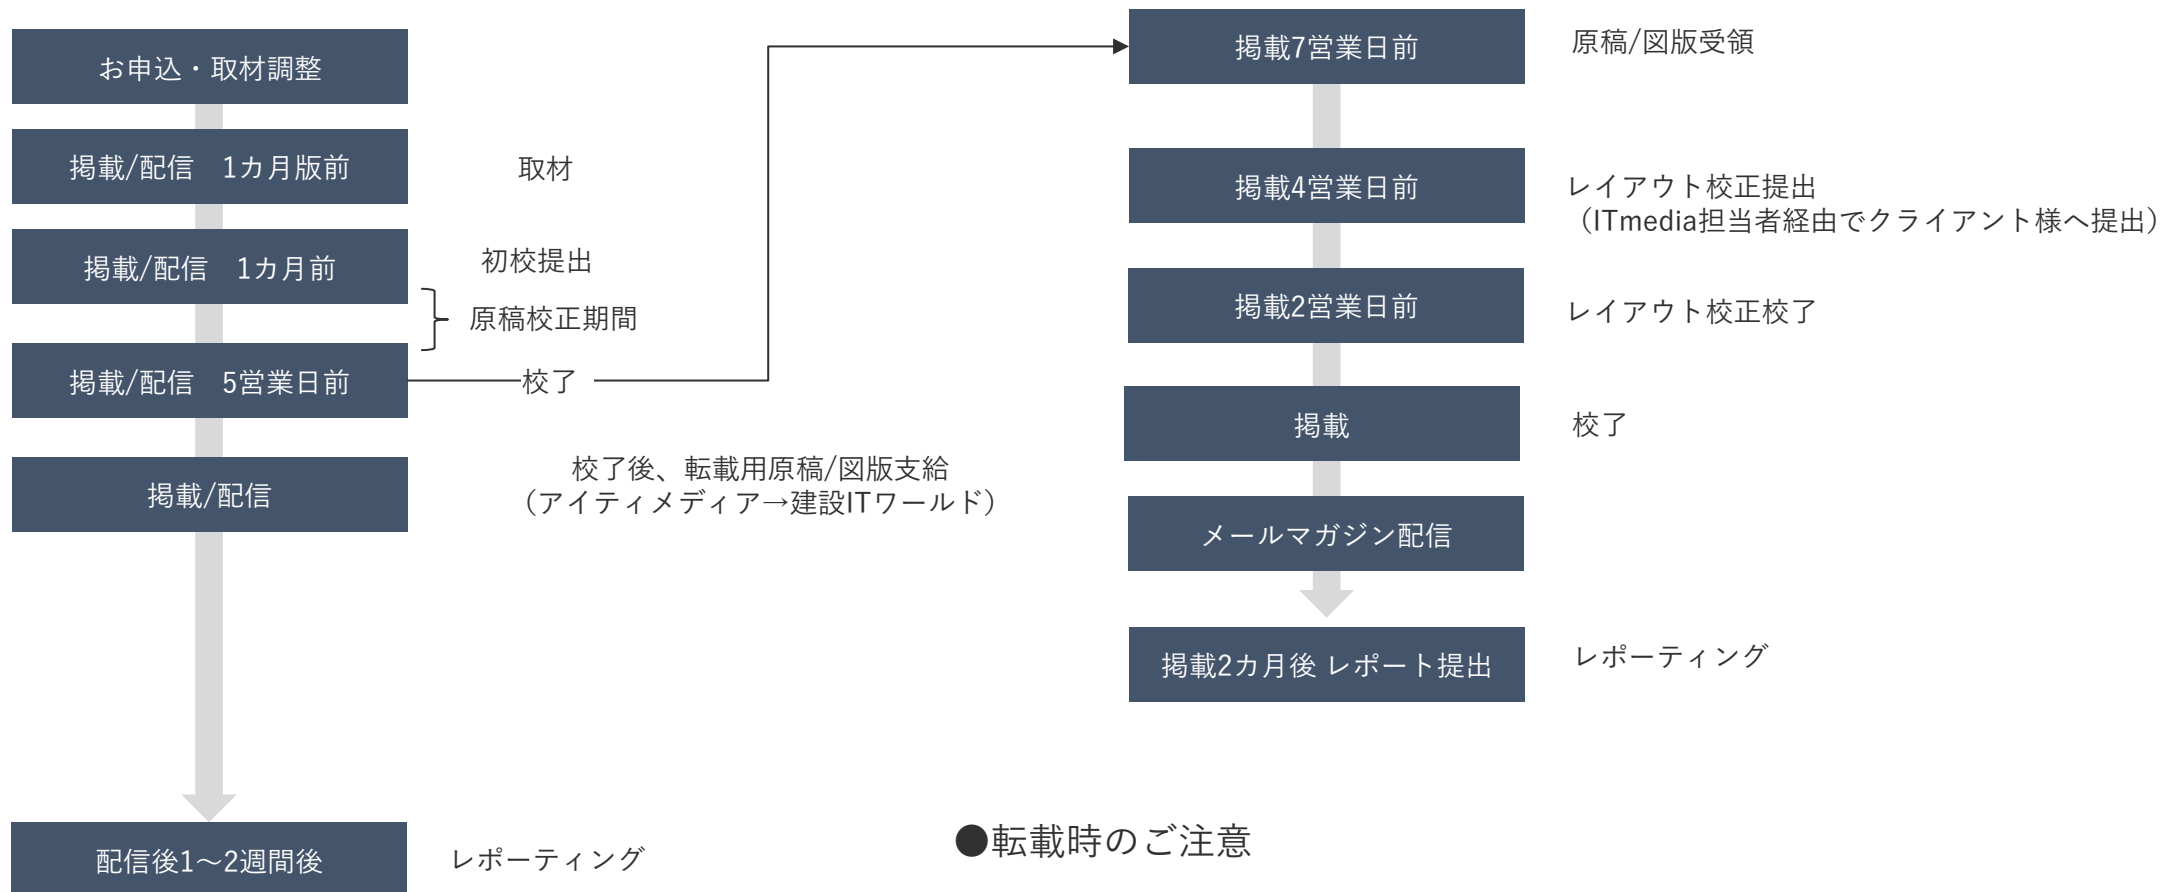 お申込・取材調整
掲載/配信　1カ月版前
取材
掲載/配信　1カ月前
初校提出
原稿校正期間
掲載/配信　5営業日前
校了
掲載/配信
校了後、転載用原稿/図版支給
（アイティメディア→建設ITワールド）
配信後1～2週間後
レポーティング
掲載7営業日前
原稿/図版受領
掲載4営業日前
レイアウト校正提出
（ITmedia担当者経由でクライアント様へ提出）
掲載2営業日前
レイアウト校正校了
掲載
校了
メールマガジン配信
掲載2カ月後 レポート提出
レポーティング
●転載時のご注意